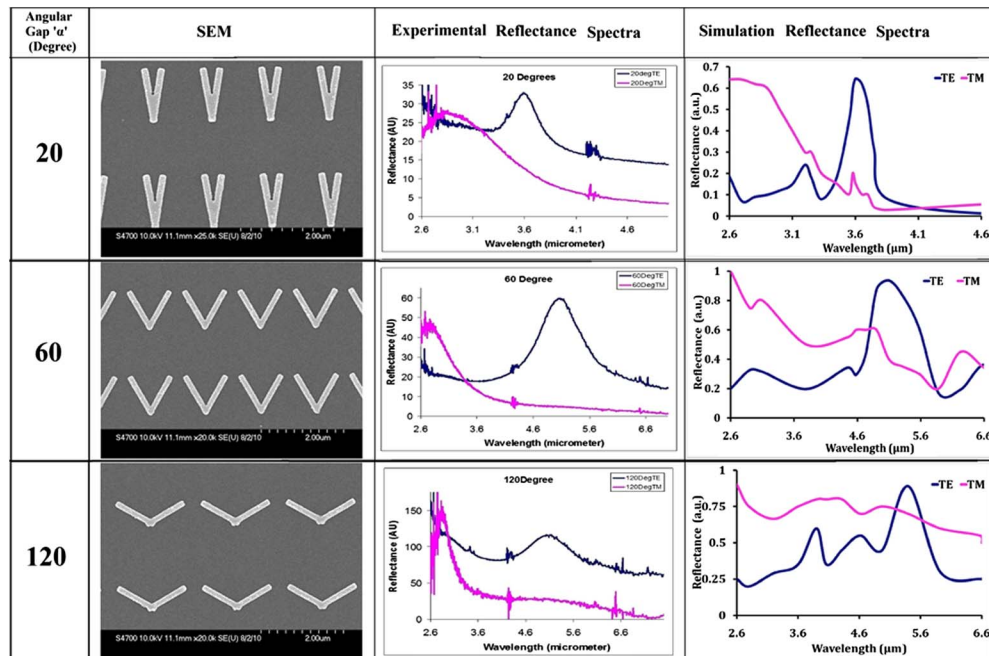 Angular
Gap 'α'
(Degree)
SEM
Experimental Reflectance Spectra
Simulation Reflectance Spectra
20
S4700 10.0kV 11.1mm x25.0k SE(U) 8/2/10
2.00um
20 Degrees
20degTE
20DegTM
Reflectance (AU)
35
30
25
20
15
10
5
0
2.6 3.1 3.6 4.1 4.6
Wavelength (micrometer)
TE TM
Reflectance (a.u.)
0.7
0.6
0.4
0.3
0.1
0
2.6 3.1 3.6 4.1 4.6
Wavelength (µm)
60
S4700 10.0kV 11.1mm x20.0k SE(U) 8/2/10
2.00um
60 Degree
60DegTE
60DegTM
Reflectance (AU)
60
50
40
30
20
10
0
2.6 3.6 4.6 5.6 6.6
Wavelength (micrometer)
TE TM
Reflectance (a.u.)
1
0.8
0.6
0.4
0.2
0
2.6 3.6 4.6 5.6 6.6
Wavelength (µm)
120
S4700 10.0kV 11.1mm x20.0k SE(U) 8/2/10
2.00um
120Degree
120DegTE
120DegTM
Reflectance (AU)
150
100
50
0
2.6 3.6 4.6 5.6 6.6
Wavelength (micrometer)
TE TM
Reflectance (a.u.)
1
0.75
0.5
0.25
0
2.6 3.6 4.6 5.6 6.6
Wavelength (µm)